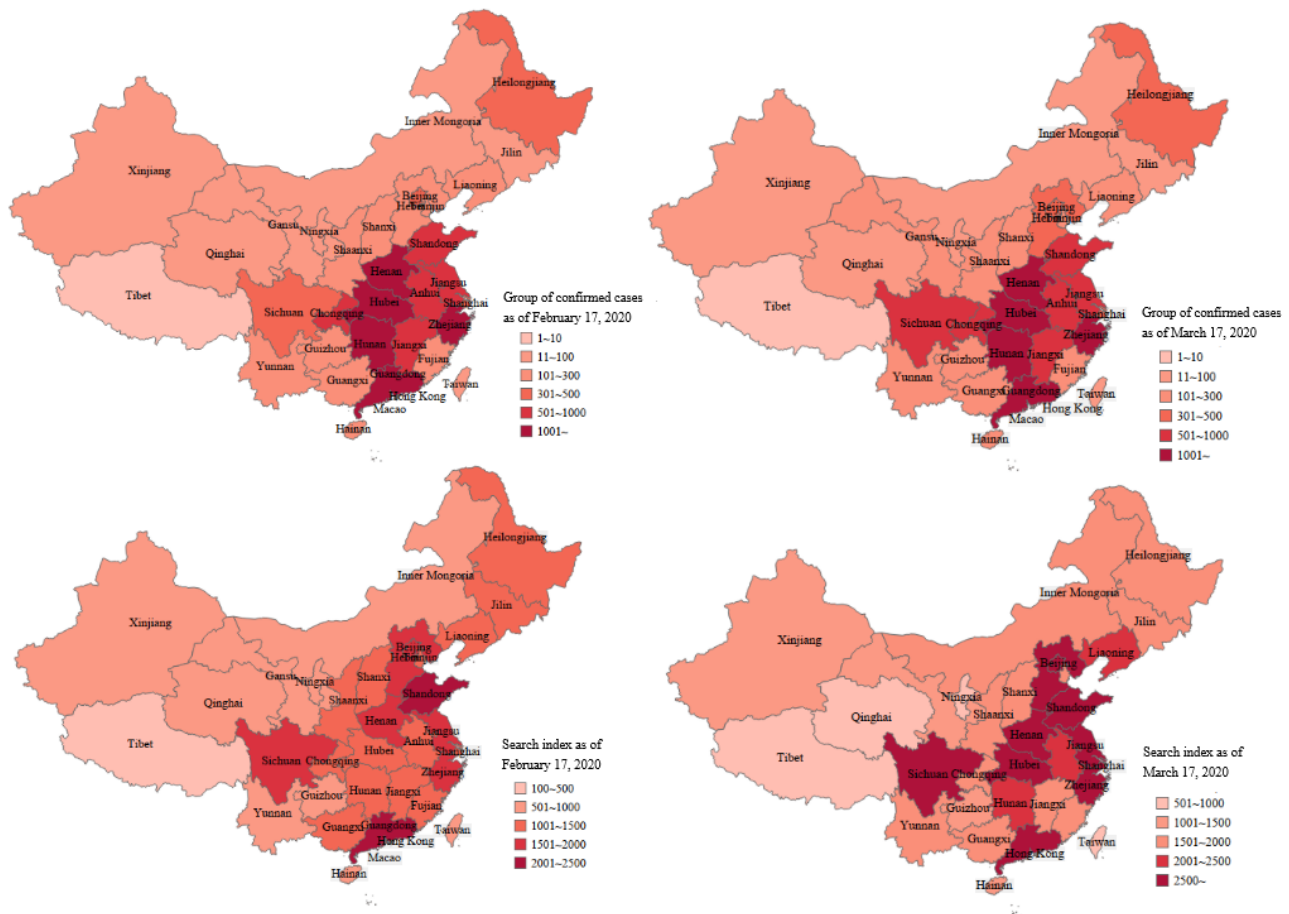 Heilongjiang
Inner Mongoria
Jilin
Xinjiang
Liaoning
Beijing
Gansu
Ningxia
Shanxi
Shaanxi
Qinghai
Shandong
Henan
Tibet
Jiangsu
Anhui
Hubei
Shanghai
Sichuan
Chongqing
Zhejiang
Hunan
Jiangxi
Guizhou
Fujian
Yunnan
Guangxi
Guangdong
Taiwan
Hong Kong
Macao
Hainan
Group of confirmed cases
as of February 17, 2020
1~10
11~100
101~300
301~500
501~1000
1001~
Heilongjiang
Inner Mongoria
Jilin
Xinjiang
Liaoning
Beijing
Gansu
Ningxia
Shanxi
Shaanxi
Qinghai
Shandong
Henan
Tibet
Jiangsu
Anhui
Hubei
Shanghai
Sichuan
Chongqing
Zhejiang
Hunan
Jiangxi
Guizhou
Fujian
Yunnan
Guangxi
Guangdong
Taiwan
Hong Kong
Macao
Hainan
Group of confirmed cases
as of March 17, 2020
1~10
11~100
101~300
301~500
501~1000
1001~
Heilongjiang
Inner Mongoria
Jilin
Xinjiang
Liaoning
Beijing
Gansu
Ningxia
Shanxi
Shaanxi
Qinghai
Shandong
Henan
Tibet
Jiangsu
Anhui
Hubei
Shanghai
Sichuan
Chongqing
Zhejiang
Hunan
Jiangxi
Guizhou
Fujian
Yunnan
Guangxi
Guangdong
Taiwan
Hong Kong
Macao
Hainan
Search index as of
February 17, 2020
100~500
501~1000
1001~1500
1501~2000
2001~2500
Heilongjiang
Inner Mongoria
Jilin
Xinjiang
Liaoning
Beijing
Ningxia
Shanxi
Shaanxi
Qinghai
Shandong
Henan
Tibet
Jiangsu
Hubei
Shanghai
Sichuan
Chongqing
Zhejiang
Hunan
Jiangxi
Guizhou
Yunnan
Guangxi
Taiwan
Hong Kong
Hainan
Search index as of
March 17, 2020
501~1000
1001~1500
1501~2000
2001~2500
2500~